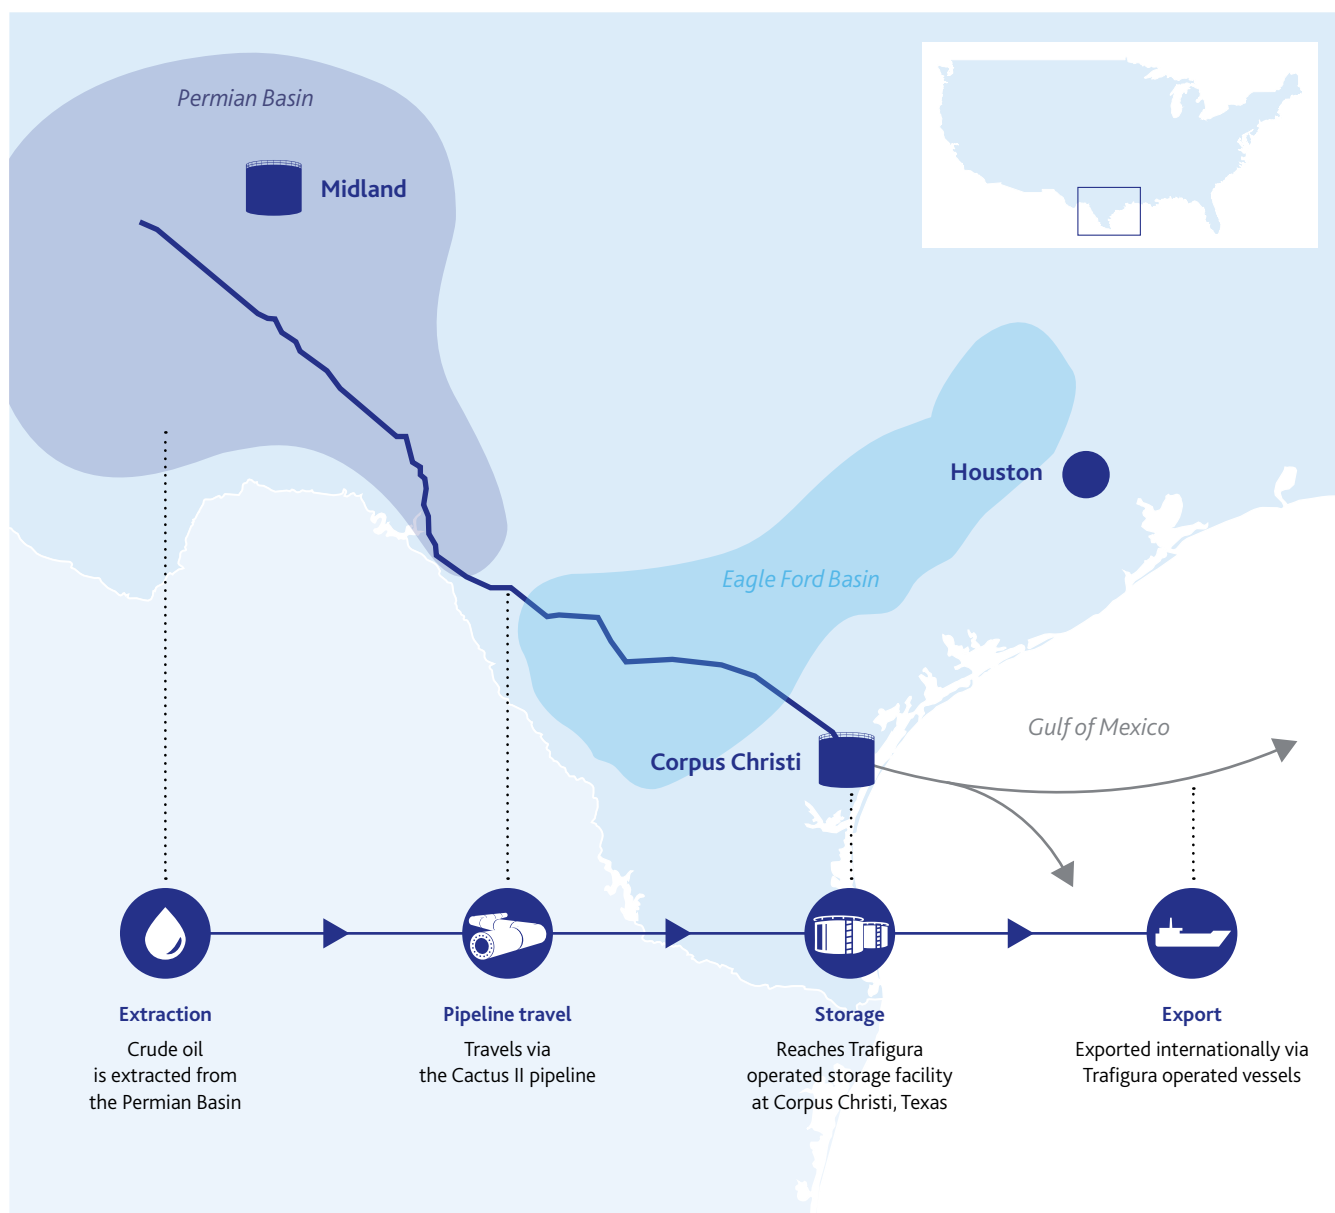 Permian Basin
Midland
Houston
Eagle Ford Basin
Gulf of Mexico
Corpus Christi
Extraction
Crude oil
is extracted from
the Permian Basin
Pipeline travel
Travels via
the Cactus II pipeline
Storage
Reaches Trafigura
operated storage facility
at Corpus Christi, Texas
Export
Exported internationally via
Trafigura operated vessels